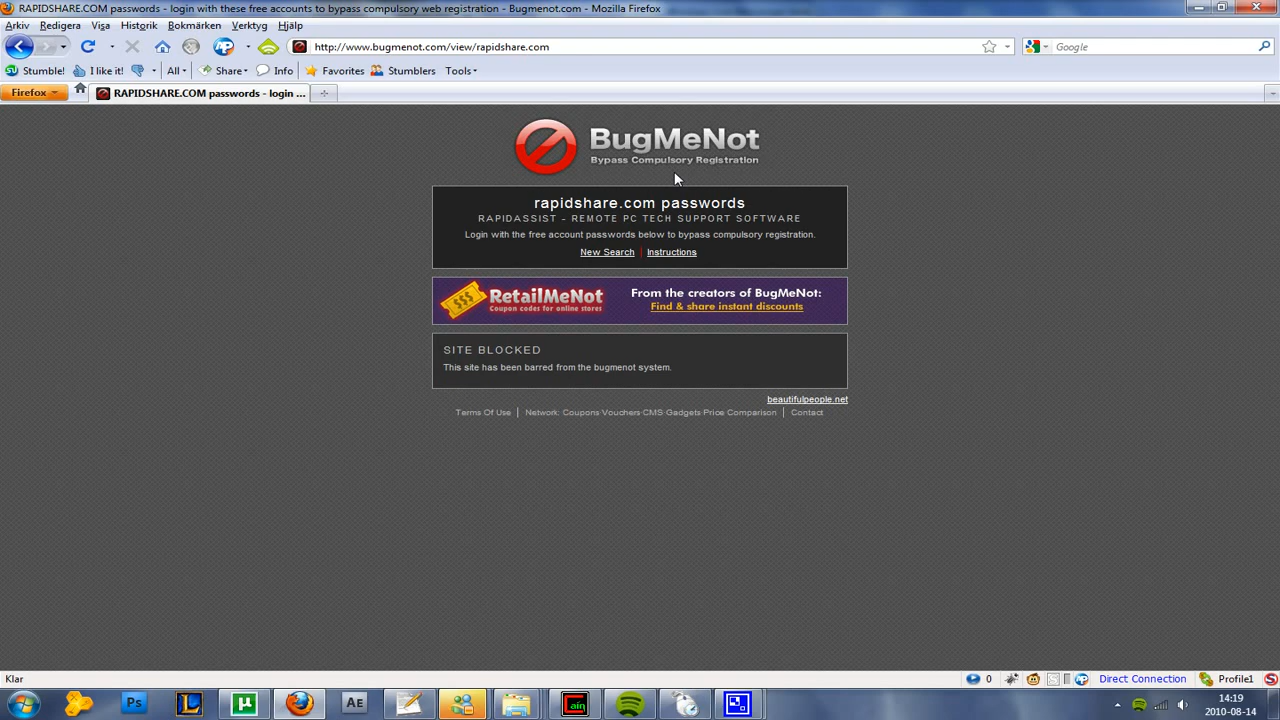 RAPIDSHARE.COM passwords - login with these free accounts to bypass compulsory web registration - Bugmenot.com - Mozilla Firefox
Arkiv Redigera Visa Historik Bokmärken Verktyg Hjälp
http://www.bugmenot.com/view/rapidshare.com
Google
Stumble! I like it! All Share Info Favorites Stumblers Tools
Firefox
RAPIDSHARE.COM passwords - login ...
BugMeNot
Bypass Compulsory Registration
rapidshare.com passwords
RAPIDASSIST - REMOTE PC TECH SUPPORT SOFTWARE
Login with the free account passwords below to bypass compulsory registration.
New Search | Instructions
$$$
RetailMeNot
Coupon codes for online stores
From the creators of BugMeNot:
Find & share instant discounts
SITE BLOCKED
This site has been barred from the bugmenot system.
beautifulpeople.net
Terms Of Use | Network: Coupons·Vouchers·CMS·Gadgets·Price Comparison | Contact
Klar
0
Direct Connection
Profile1
Ps
L
µ
Ae
Cain
14:19
2010-08-14